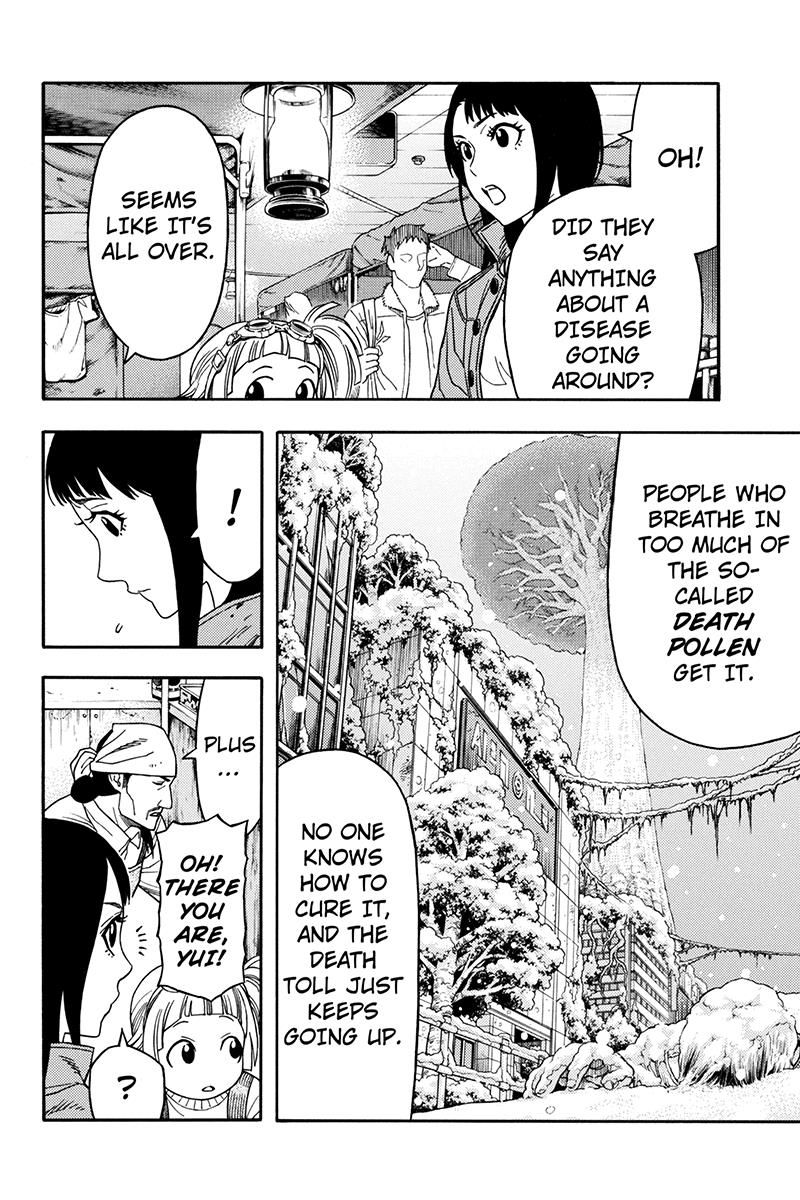 OH!
DID THEY
SAY
ANYTHING
ABOUT A
DISEASE
GOING
AROUND?
SEEMS
LIKE IT'S
ALL OVER.
PEOPLE WHO
BREATHE IN
TOO MUCH OF
THE SO-
CALLED
DEATH
POLLEN
GET IT.
NO ONE
KNOWS
HOW TO
CURE IT,
AND THE
DEATH
TOLL JUST
KEEPS
GOING UP.
!
PLUS
...
OH!
THERE
YOU
ARE,
YUI!
?